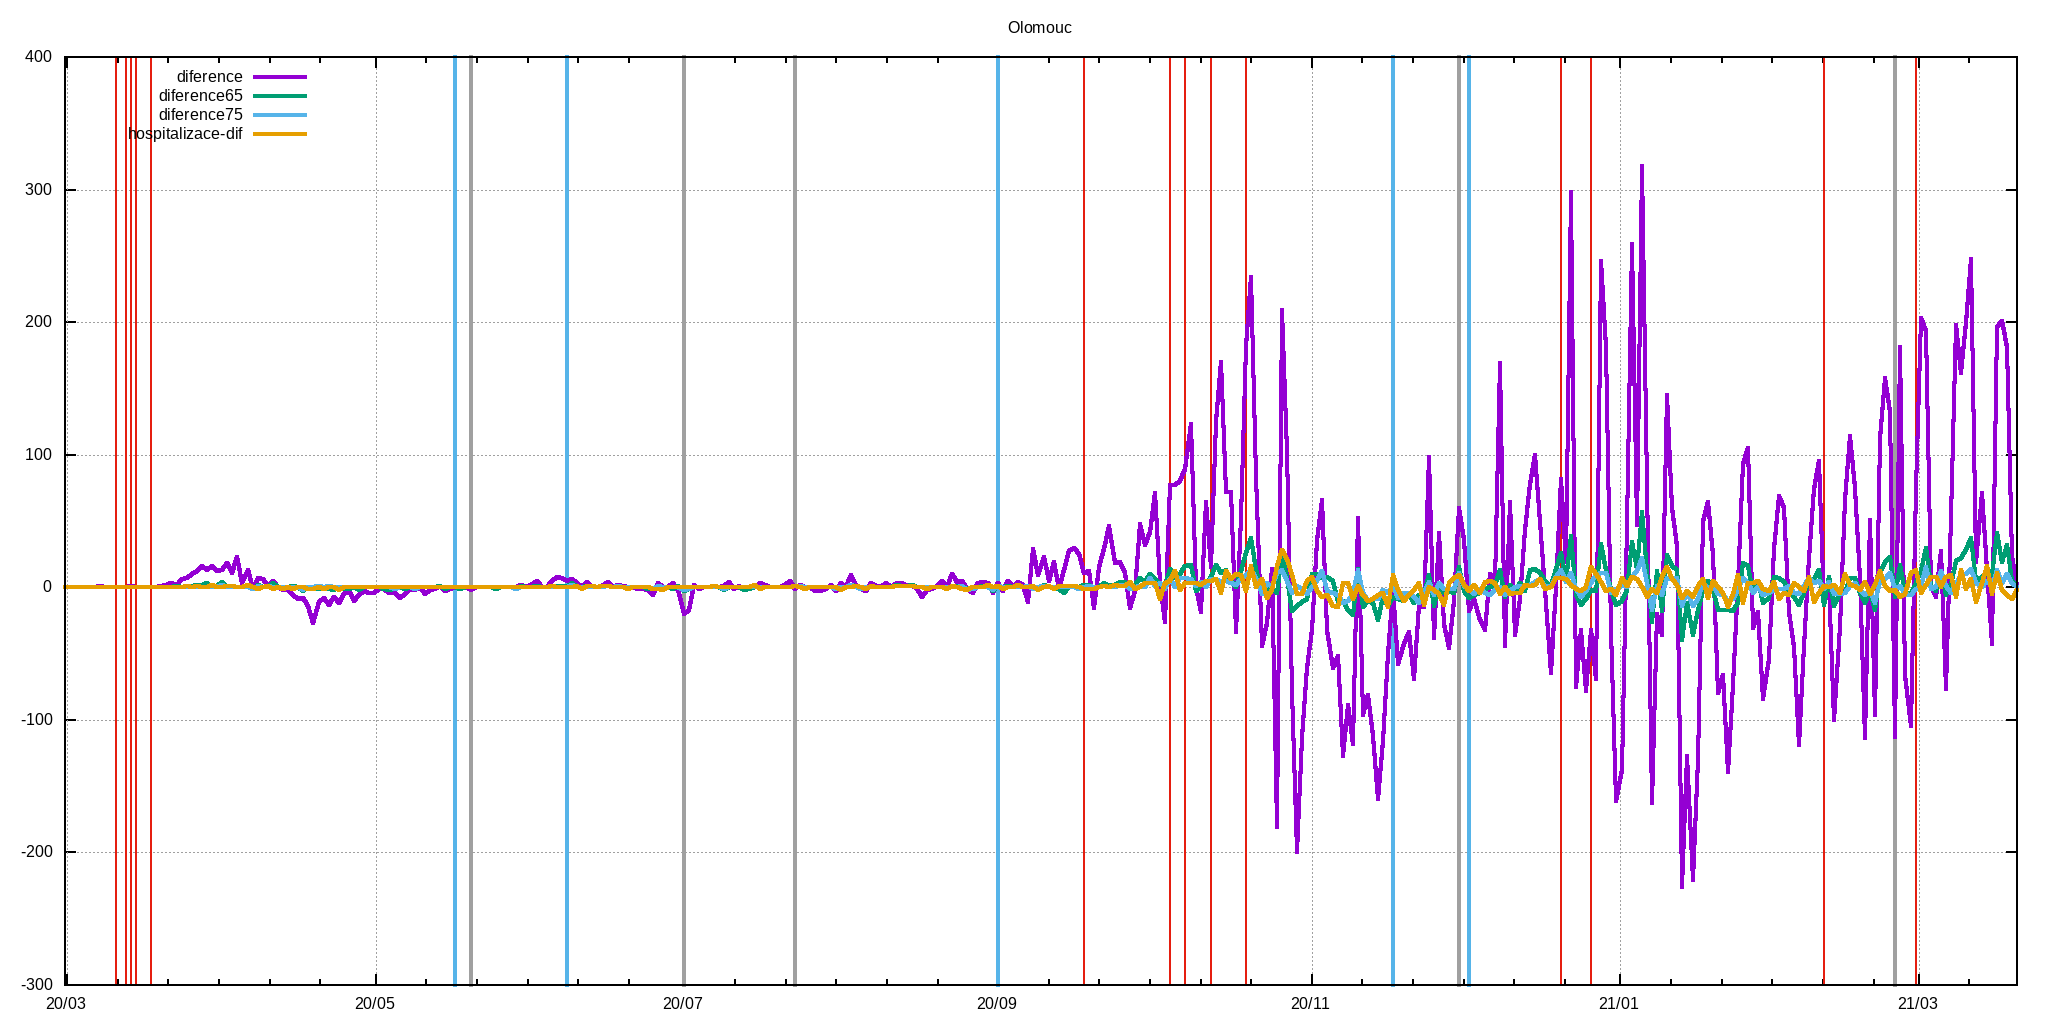 Olomouc
400
300
200
100
0
-100
-200
-300
diference
diference65
diference75
hospitalizace-dif
20/03 20/05 20/07 20/09 20/11 21/01 21/03